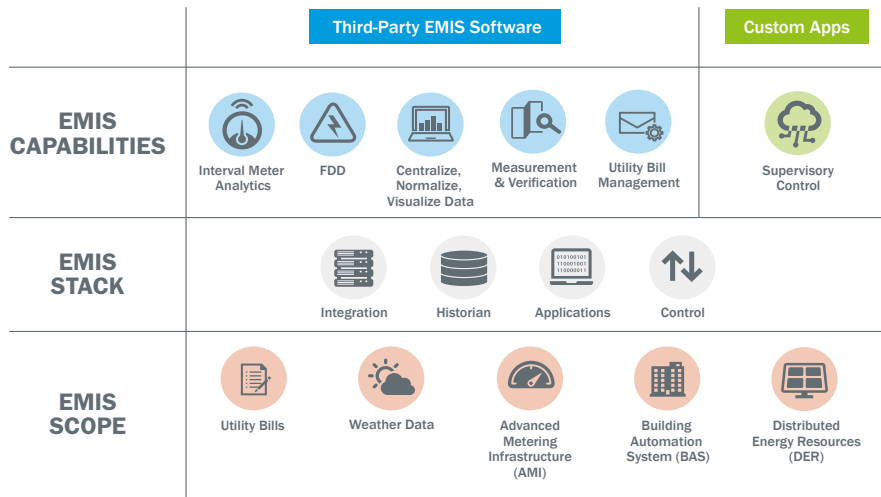 Third-Party EMIS Software
Custom Apps
EMIS
CAPABILITIES
Interval Meter
Analytics
FDD
Centralize,
Normalize,
Visualize Data
Measurement
& Verification
Utility Bill
Management
Supervisory
Control
EMIS
STACK
010100101
110001001
110000011
Integration
Historian
Applications
Control
EMIS
SCOPE
Utility Bills
Weather Data
Advanced
Metering
Infrastructure
(AMI)
Building
Automation
System (BAS)
Distributed
Energy Resources
(DER)